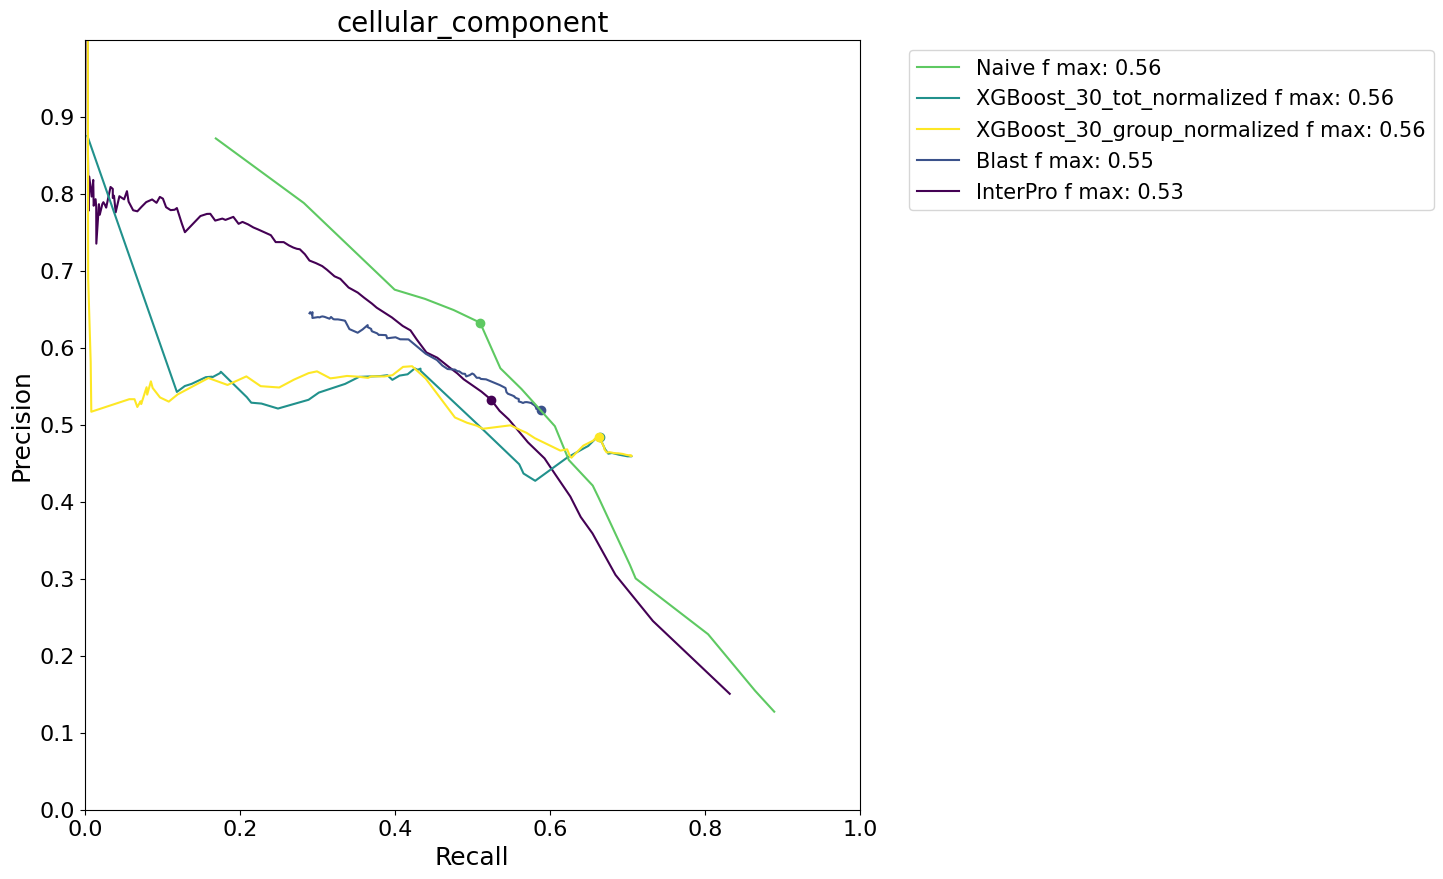 cellular_component
Naive f max: 0.56
XGBoost_30_tot_normalized f max: 0.56
XGBoost_30_group_normalized f max: 0.56
Blast f max: 0.55
InterPro f max: 0.53
Precision
0.9
0.8
0.7
0.6
0.5
0.4
0.3
0.2
0.1
0.0
0.0 0.2 0.4 0.6 0.8 1.0
Recall